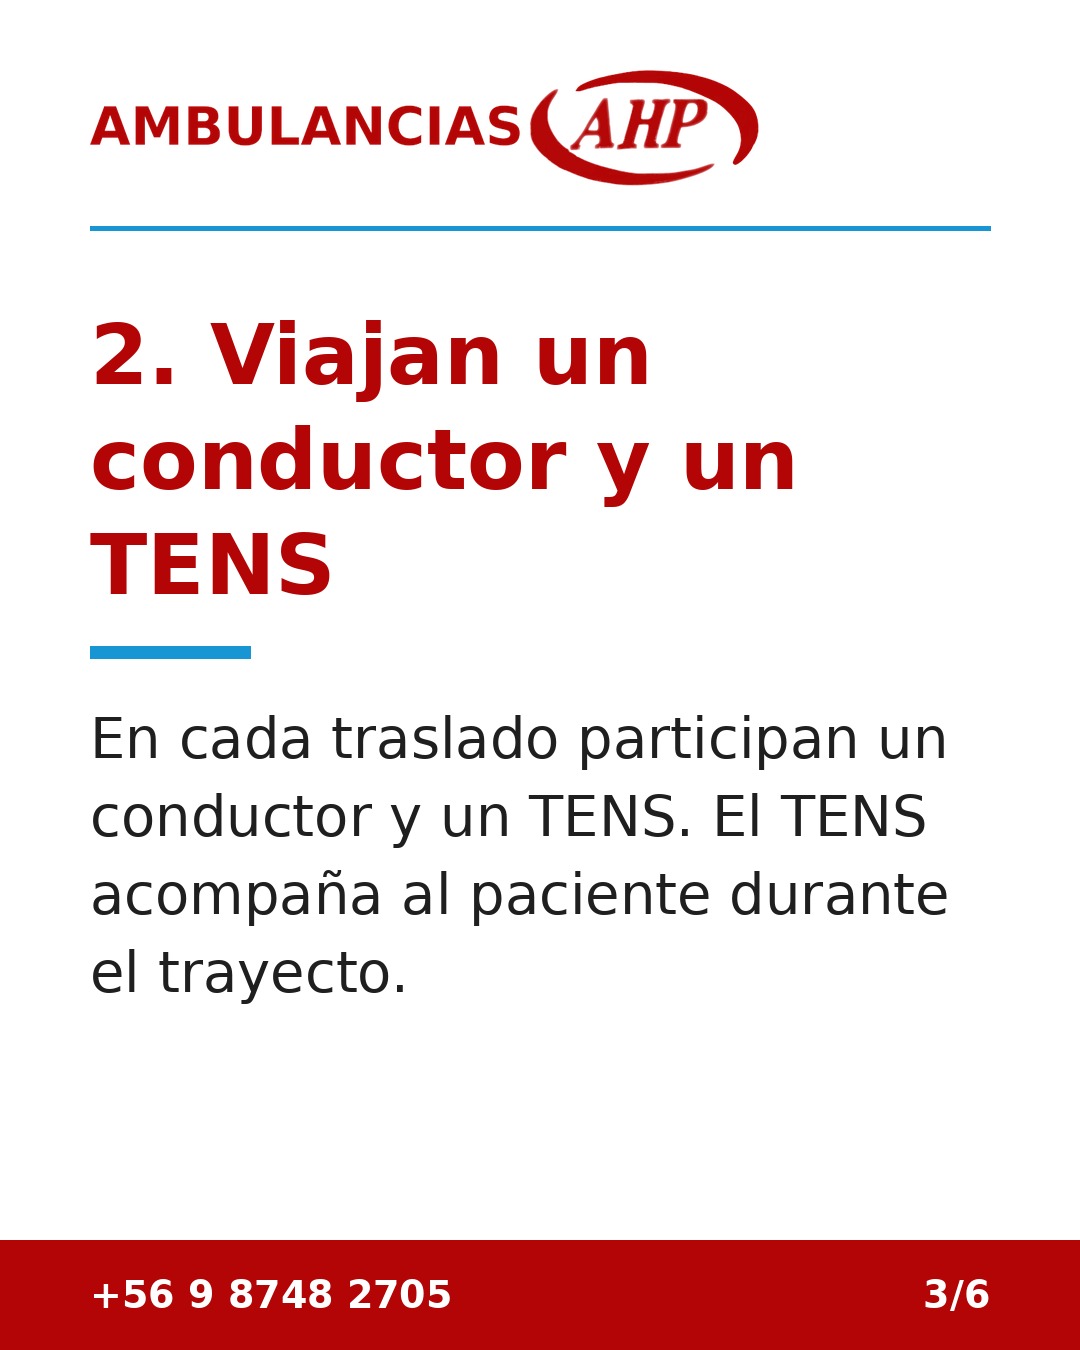 AMBULANCIAS AHP
2. Viajan un
conductor y un
TENS
En cada traslado participan un
conductor y un TENS. El TENS
acompaña al paciente durante
el trayecto.
+56 9 8748 2705 3/6